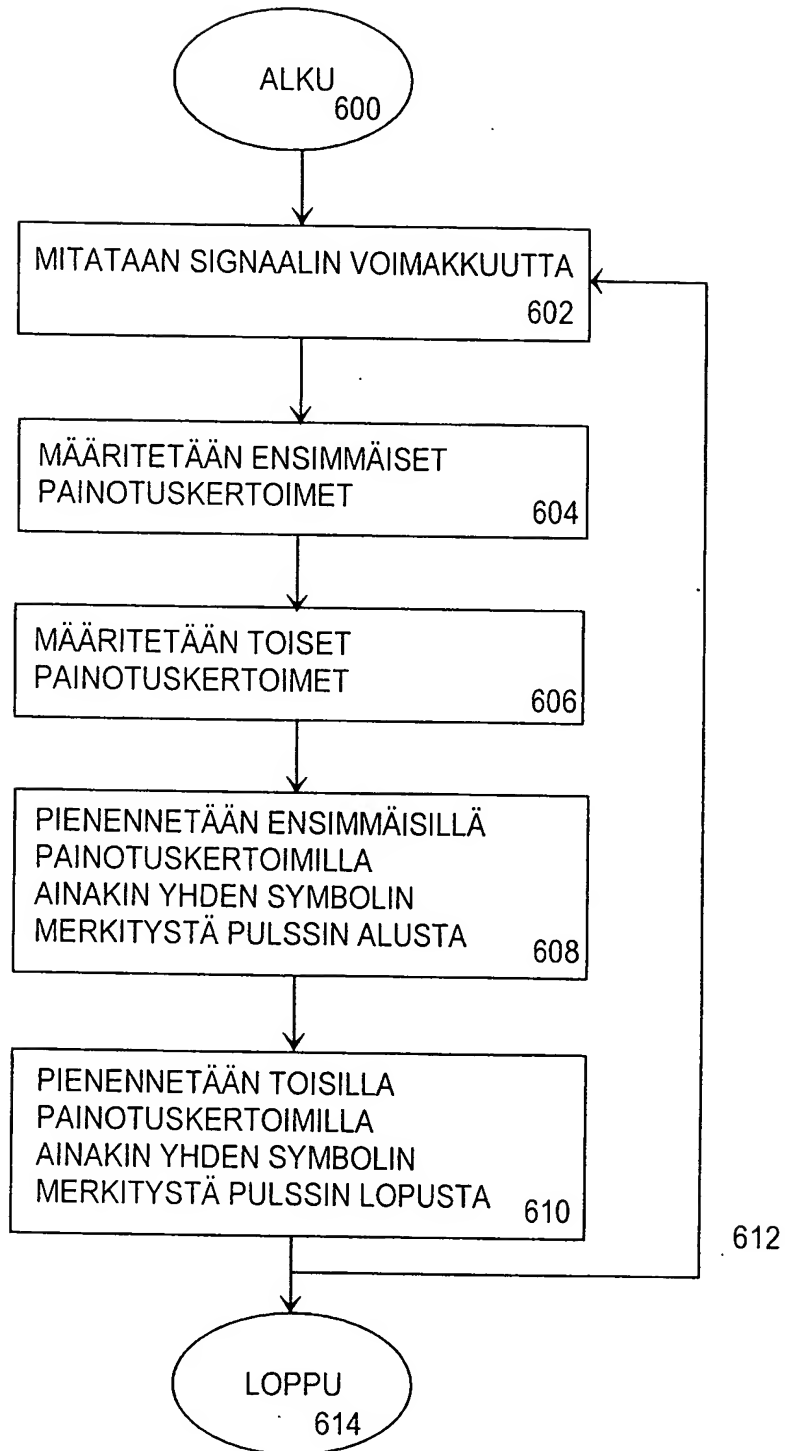 ALKU
600
MITATAAN SIGNAALIN VOIMAKKUUTTA
602
MÄÄRITETÄÄN ENSIMMÄISET
PAINOTUSKERTOIMET
604
MÄÄRITETÄÄN TOISET
PAINOTUSKERTOIMET
606
PIENENNETÄÄN ENSIMMÄISILLÄ
PAINOTUSKERTOIMILLA
AINAKIN YHDEN SYMBOLIN
MERKITYSTÄ PULSSIN ALUSTA
608
PIENENNETÄÄN TOISILLA
PAINOTUSKERTOIMILLA
AINAKIN YHDEN SYMBOLIN
MERKITYSTÄ PULSSIN LOPUSTA
610
612
LOPPU
614